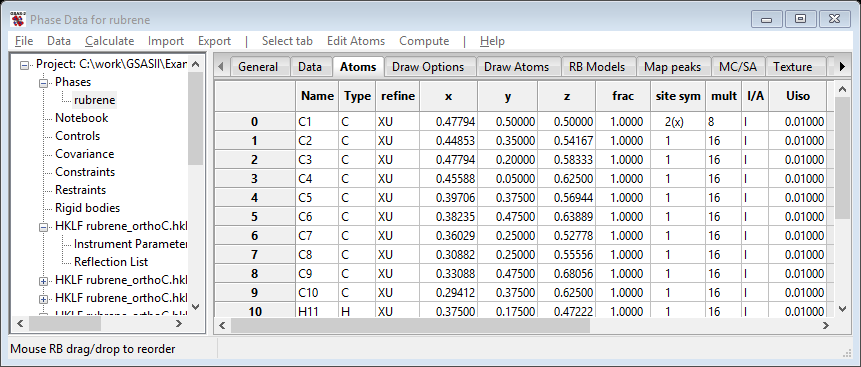 Phase Data for rubrene
File Data Calculate Import Export | Select tab Edit Atoms Compute | Help
Project: C:\work\GSASII\Exan
Phases
rubrene
Notebook
Controls
Covariance
Constraints
Restraints
Rigid bodies
HKLF rubrene_orthoC.hkl
Instrument Parameter
Reflection List
HKLF rubrene_orthoC.hkl
HKLF rubrene_orthoC.hkl
HKLF rubrene_orthoC.hkl
General Data Atoms Draw Options Draw Atoms RB Models Map peaks MC/SA Texture
Name Type refine x y z frac site sym mult I/A Uiso
0 C1 C XU 0.47794 0.50000 0.50000 1.0000 2(x) 8 I 0.01000
1 C2 C XU 0.44853 0.35000 0.54167 1.0000 1 16 I 0.01000
2 C3 C XU 0.47794 0.20000 0.58333 1.0000 1 16 I 0.01000
3 C4 C XU 0.45588 0.05000 0.62500 1.0000 1 16 I 0.01000
4 C5 C XU 0.39706 0.37500 0.56944 1.0000 1 16 I 0.01000
5 C6 C XU 0.38235 0.47500 0.63889 1.0000 1 16 I 0.01000
6 C7 C XU 0.36029 0.25000 0.52778 1.0000 1 16 I 0.01000
7 C8 C XU 0.30882 0.25000 0.55556 1.0000 1 16 I 0.01000
8 C9 C XU 0.33088 0.47500 0.68056 1.0000 1 16 I 0.01000
9 C10 C XU 0.29412 0.37500 0.62500 1.0000 1 16 I 0.01000
10 H11 H XU 0.37500 0.17500 0.47222 1.0000 1 16 I 0.01000
Mouse RB drag/drop to reorder